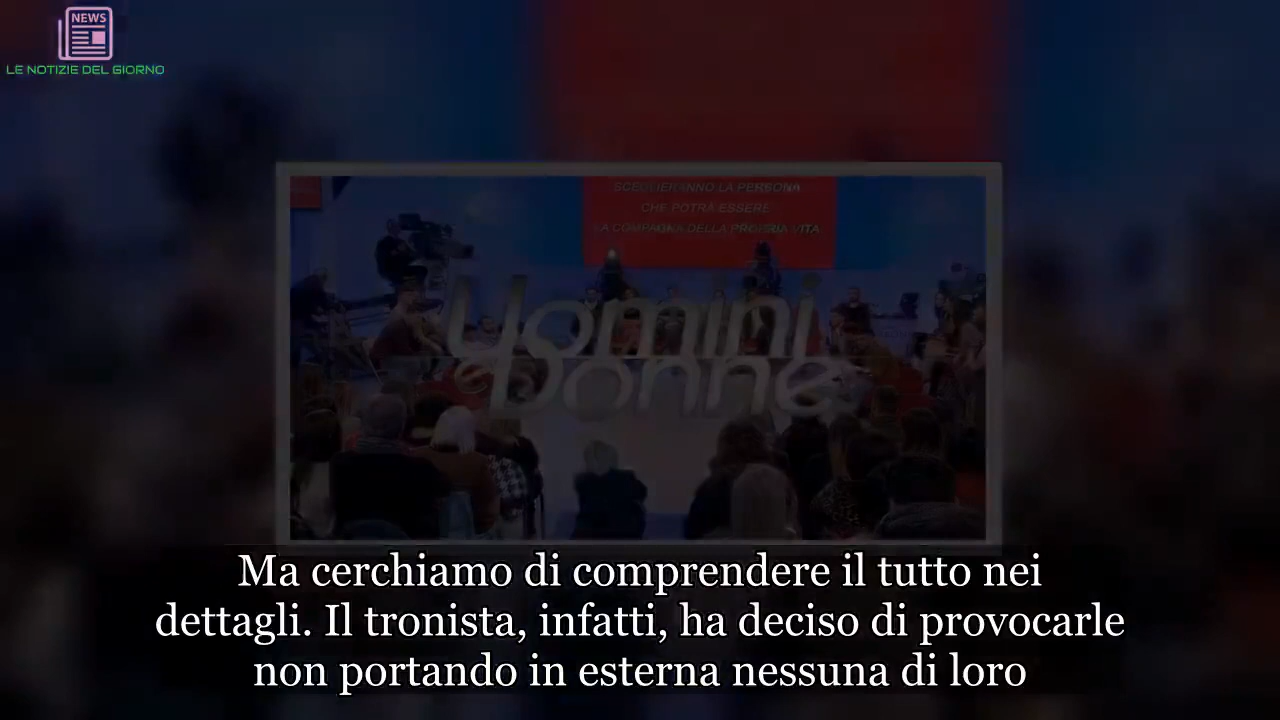 NEWS
LE NOTIZIE DEL GIORNO
SCEGLIERANNO LA PERSONA
CHE POTRÀ ESSERE
LA COMPAGNA DELLA PROPRIA VITA
Uomini
e Donne
Ma cerchiamo di comprendere il tutto nei
dettagli. Il tronista, infatti, ha deciso di provocarle
non portando in esterna nessuna di loro